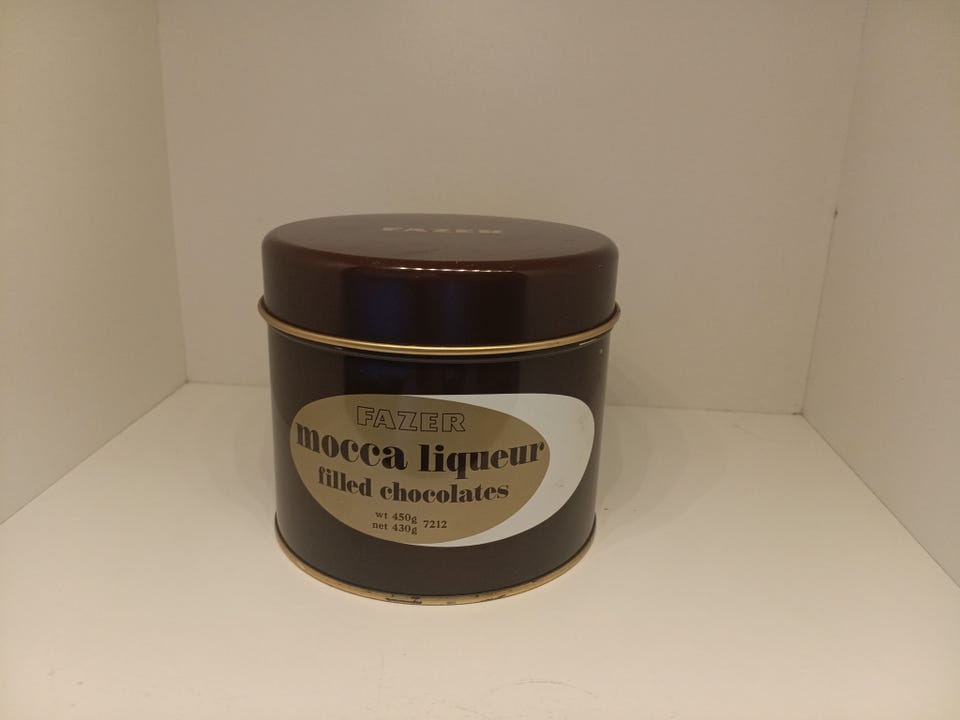 FAZER
FAZER
mocca liqueur
filled chocolates
wt 450g 7212
net 430g